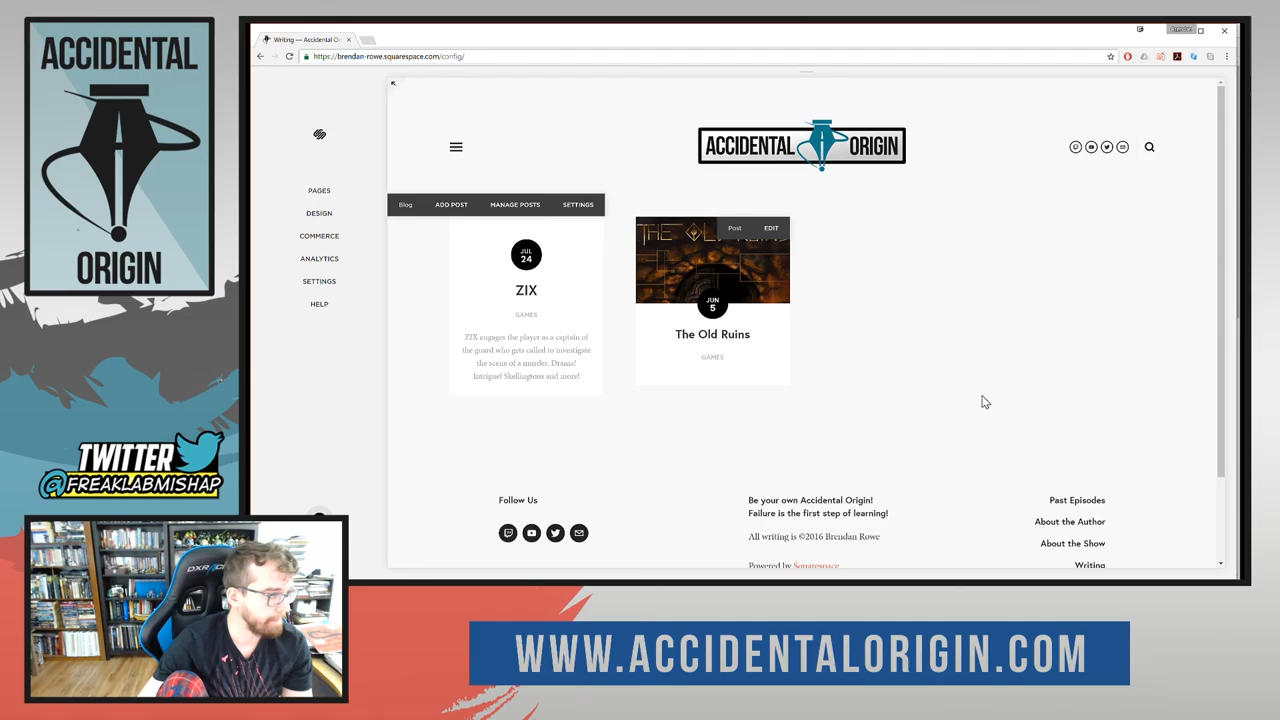 ACCIDENTAL
ORIGIN
TWITTER
@FREAKLABMISHAP
Writing — Accidental Or
https://brendan-rowe.squarespace.com/config/
PAGES
DESIGN
COMMERCE
ANALYTICS
SETTINGS
HELP
ACCIDENTAL ORIGIN
Blog ADD POST MANAGE POSTS SETTINGS
JUL
24
ZIX
GAMES
ZIX engages the player as a captain of
the guard who gets called to investigate
the scene of a murder. Drama!
Intrigue! Skellingtons and more!
THE OLD RUINS
Post EDIT
JUN
5
The Old Ruins
GAMES
Follow Us
Be your own Accidental Origin!
Failure is the first step of learning!
All writing is ©2016 Brendan Rowe
Powered by Squarespace
Past Episodes
About the Author
About the Show
Writing
DXRACER
WWW.ACCIDENTALORIGIN.COM